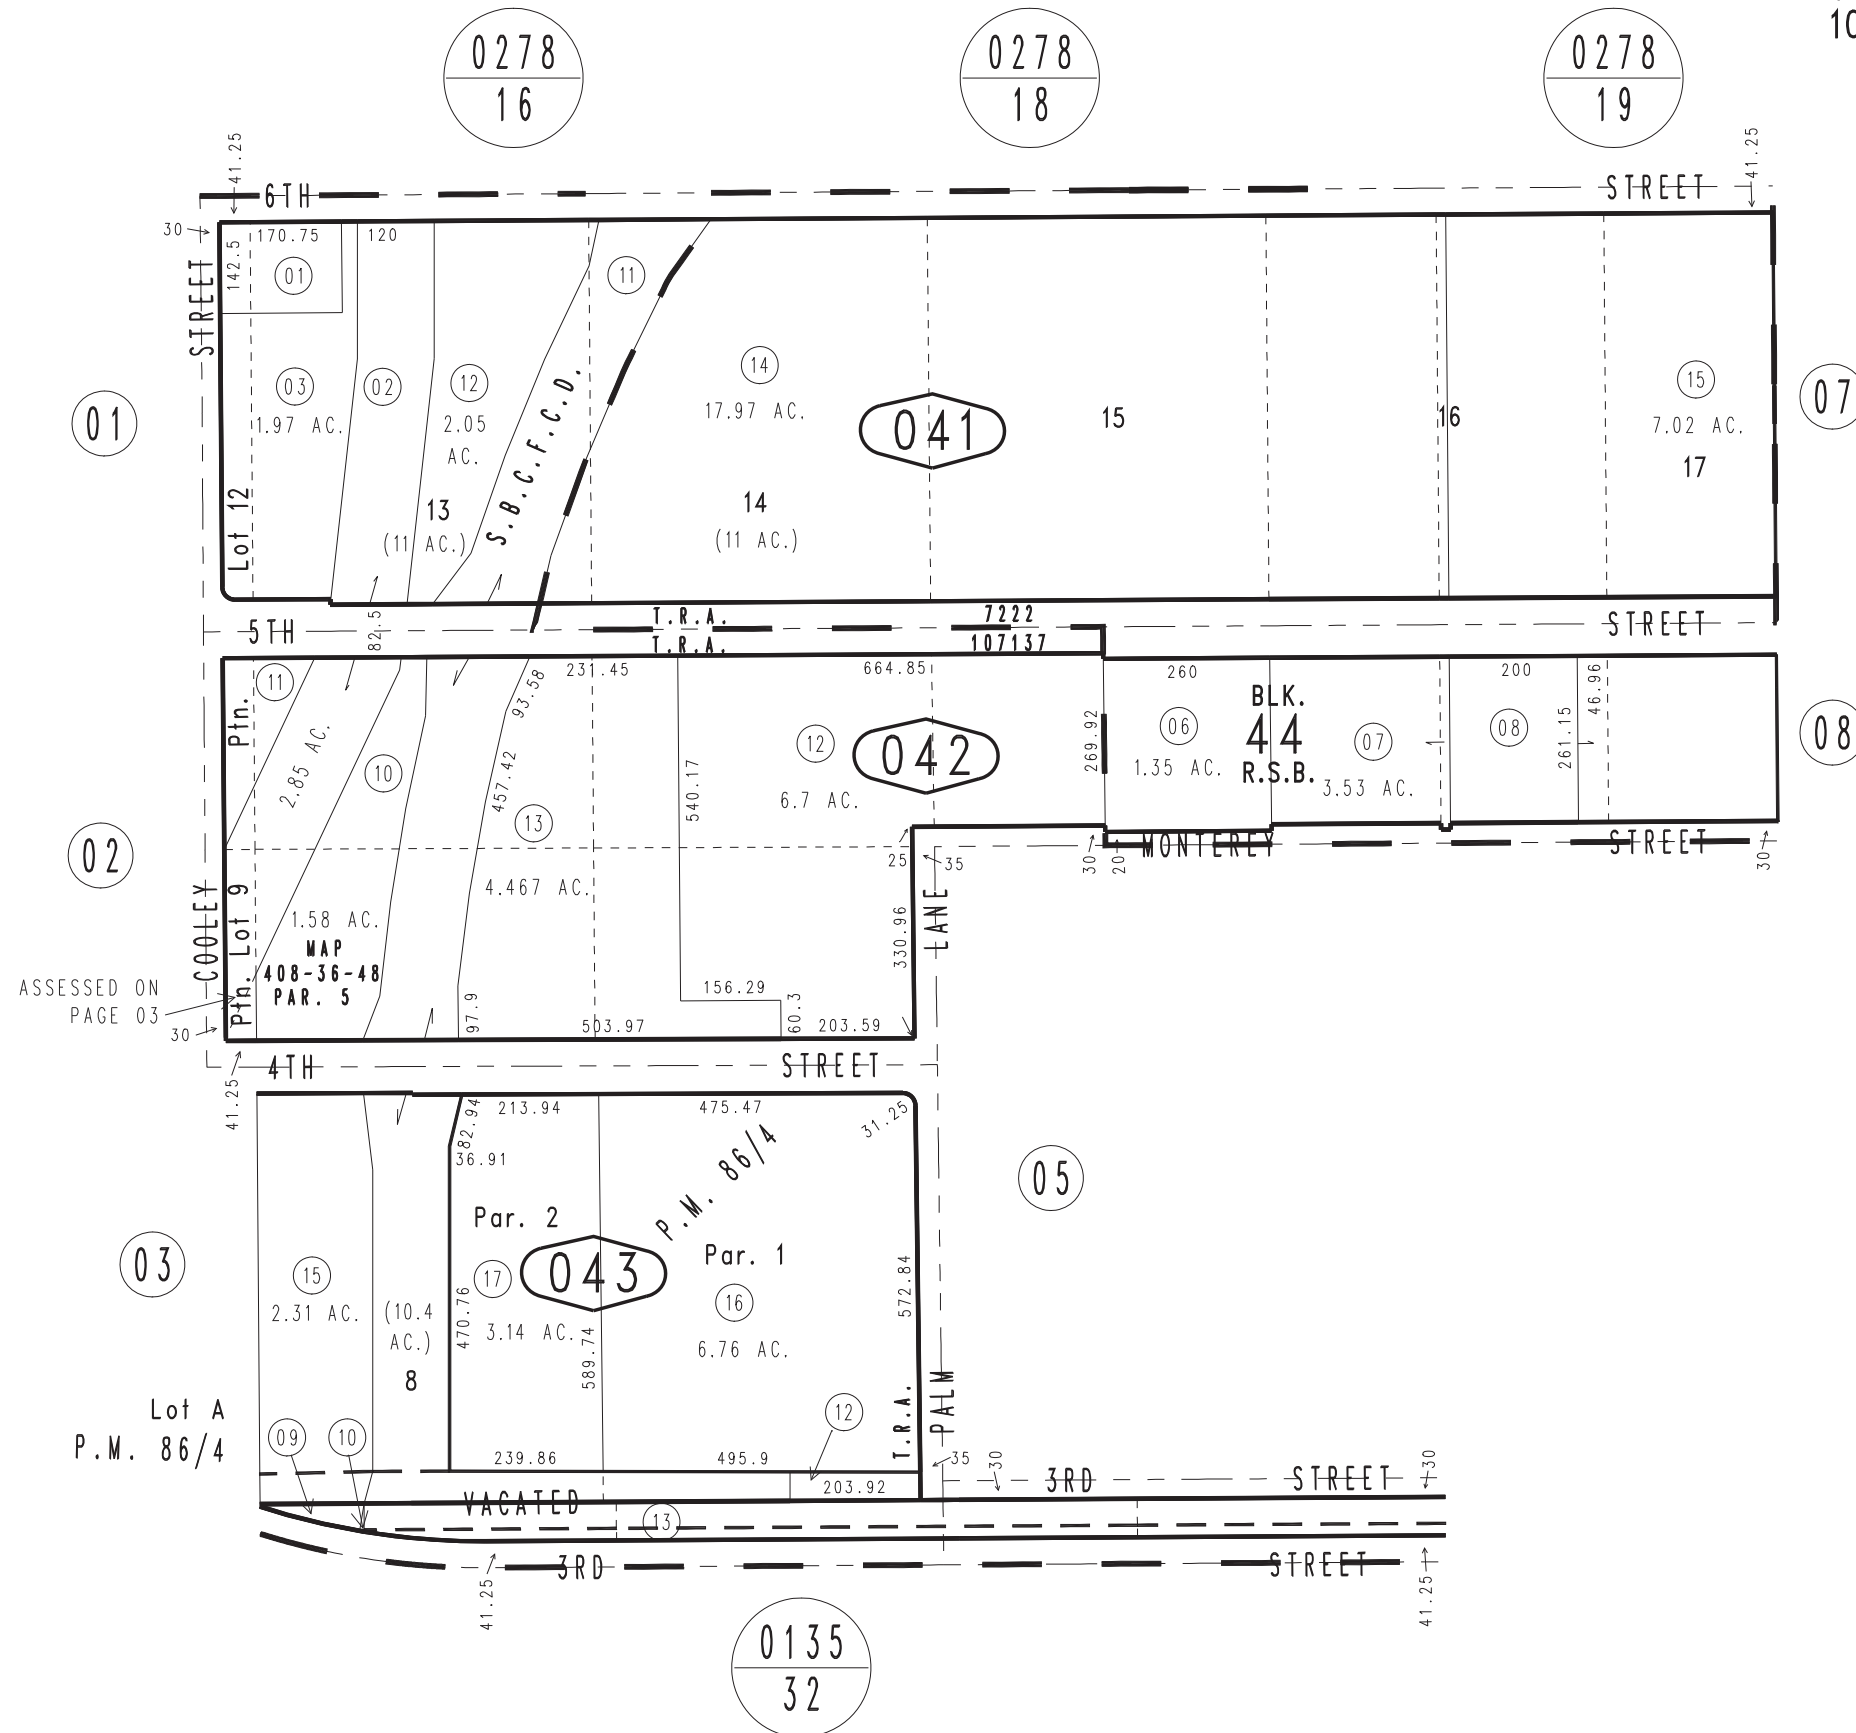 10
0278
16
0278
18
0278
19
41.25
41.25
6TH
STREET
30
170.75
120
142.5
01
11
STREET
03
1.97 AC.
02
12
2.05
AC.
S.B.C.F.C.D.
14
17.97 AC.
041
15
16
15
7.02 AC.
17
01
07
Lot 12
13
(11 AC.)
14
(11 AC.)
82.5
5TH
T.R.A.
7222
T.R.A.
107137
STREET
11
Ptn.
2.85 AC.
10
93.58
231.45
664.85
260
200
46.96
457.42
13
4.467 AC.
540.17
12
6.7 AC.
042
269.92
06
1.35 AC.
BLK.
44
R.S.B.
07
3.53 AC.
08
261.15
08
02
25
35
30
20
MONTEREY
STREET
30
COOLEY
Ptn. Lot 9
1.58 AC.
MAP
408-36-48
PAR. 5
LANE
330.96
ASSESSED ON
PAGE 03
30
97.9
156.29
60.3
503.97
203.59
4TH
STREET
41.25
82.94
213.94
475.47
31.25
36.91
P.M. 86/4
05
Par. 2
043
Par. 1
03
15
2.31 AC.
(10.4
AC.)
8
470.76
17
3.14 AC.
589.74
16
6.76 AC.
572.84
Lot A
P.M. 86/4
09
10
12
T.R.A.
PALM
239.86
495.9
203.92
35
30
3RD
STREET
30
VACATED
13
3RD
STREET
41.25
41.25
0135
32